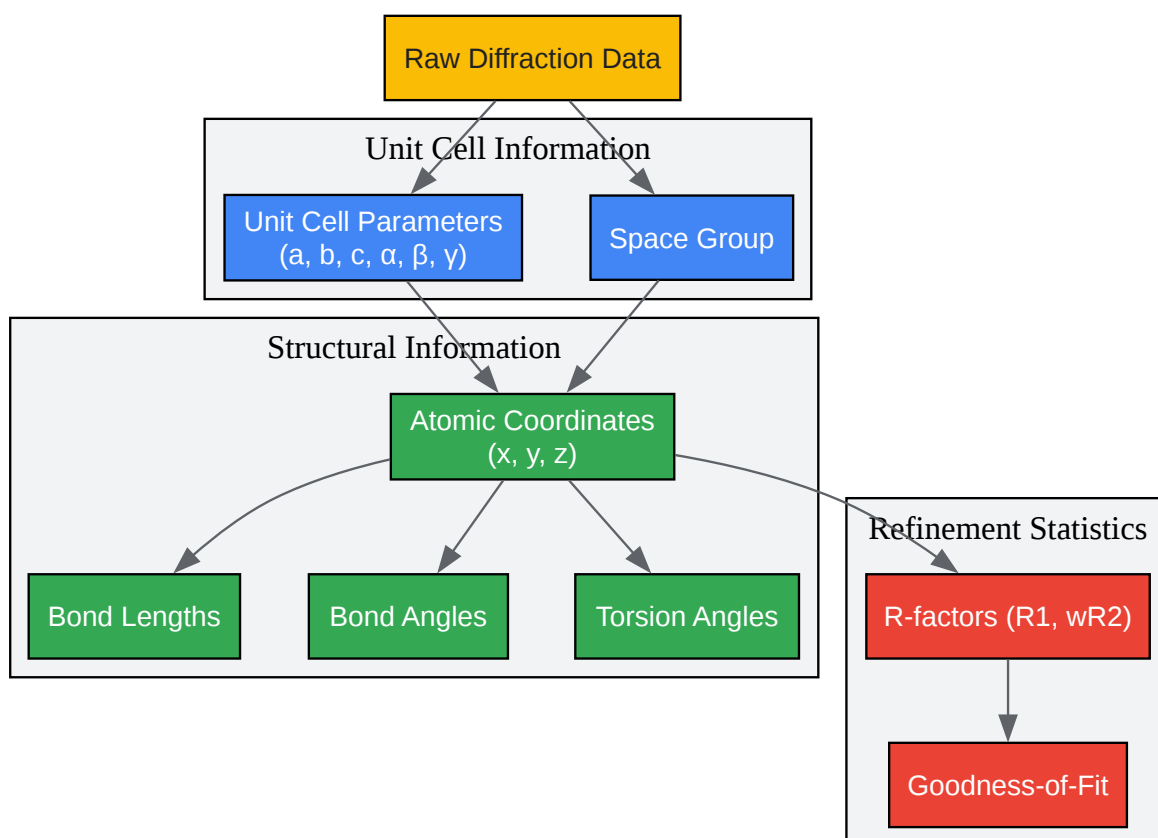 Raw Diffraction Data
Unit Cell Information
Unit Cell Parameters
(a, b, c, α, β, γ)
Space Group
Structural Information
Atomic Coordinates
(x, y, z)
Refinement Statistics
Bond Lengths
Bond Angles
Torsion Angles
R-factors (R1, wR2)
Goodness-of-Fit